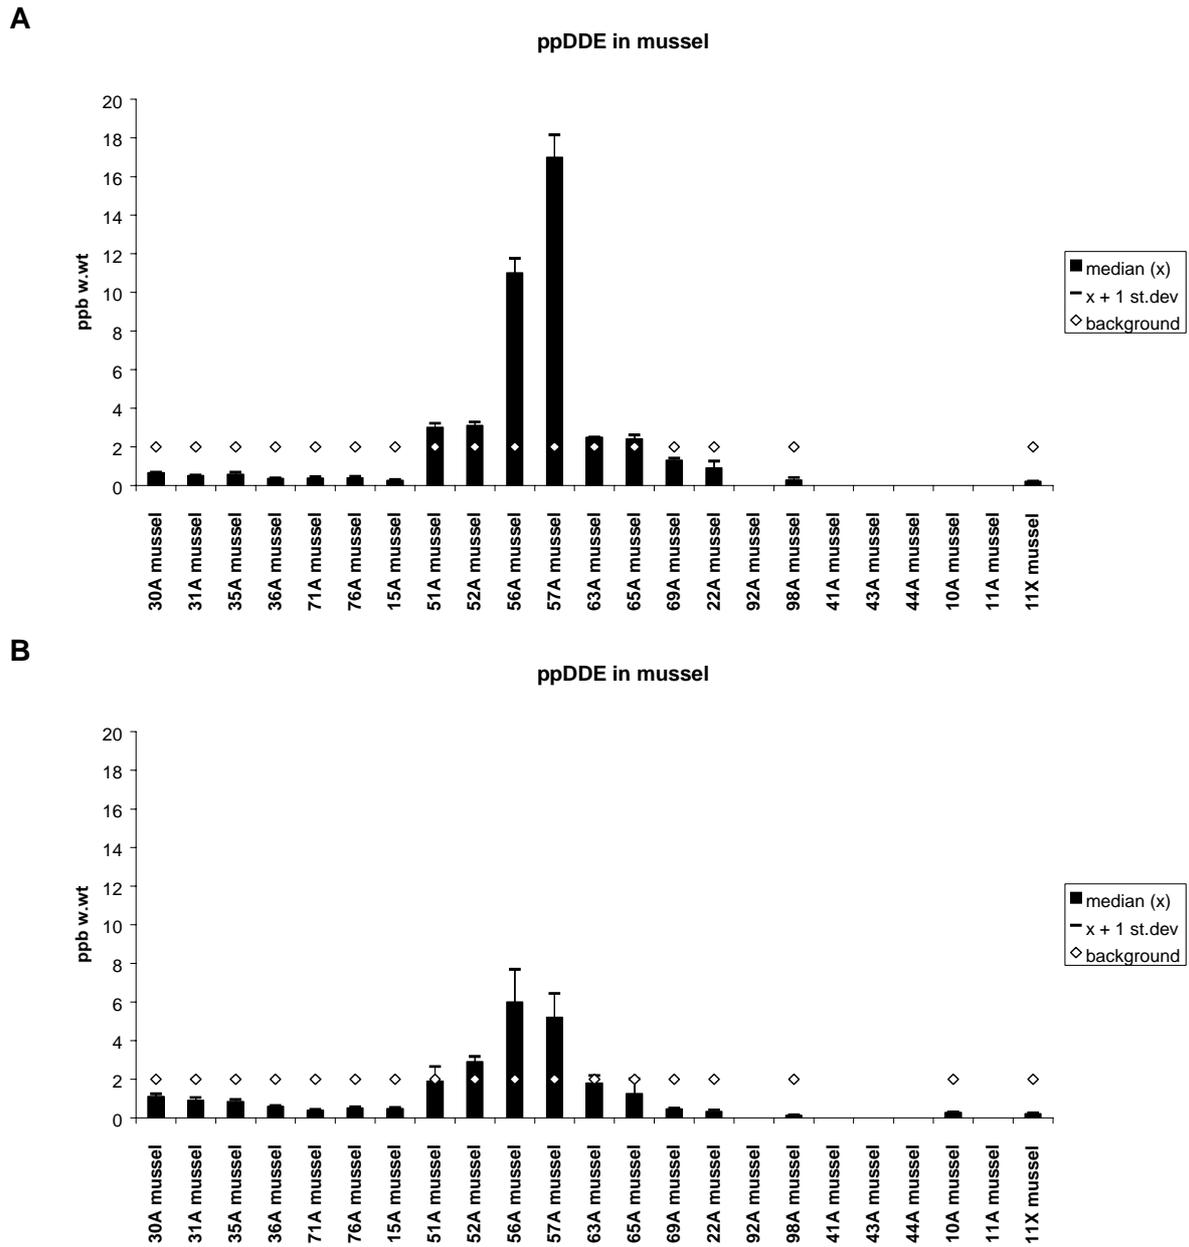 A
ppDDE in mussel
20
18
16
14
12
10
8
6
4
2
0
ppb w.wt
median (x)
x + 1 st.dev
background
30A mussel
31A mussel
35A mussel
36A mussel
71A mussel
76A mussel
15A mussel
51A mussel
52A mussel
56A mussel
57A mussel
63A mussel
65A mussel
69A mussel
22A mussel
92A mussel
98A mussel
41A mussel
43A mussel
44A mussel
10A mussel
11A mussel
11X mussel
B
ppDDE in mussel
20
18
16
14
12
10
8
6
4
2
0
ppb w.wt
median (x)
x + 1 st.dev
background
30A mussel
31A mussel
35A mussel
36A mussel
71A mussel
76A mussel
15A mussel
51A mussel
52A mussel
56A mussel
57A mussel
63A mussel
65A mussel
69A mussel
22A mussel
92A mussel
98A mussel
41A mussel
43A mussel
44A mussel
10A mussel
11A mussel
11X mussel